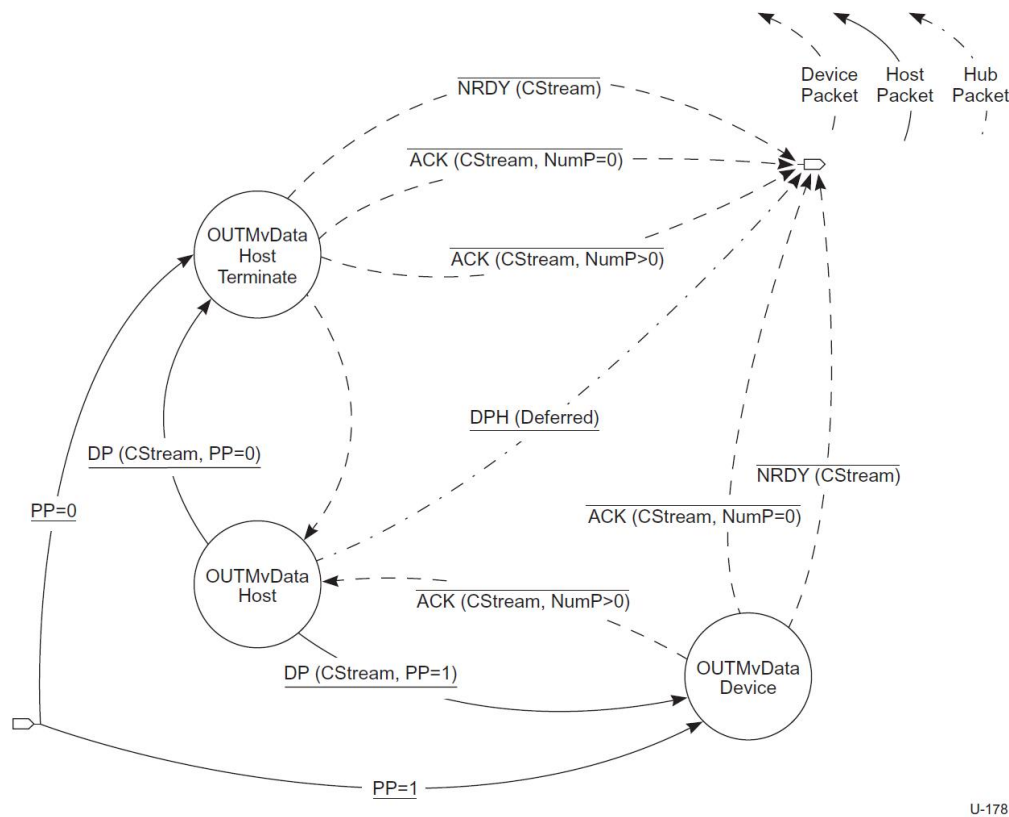 NRDY (CStream)
Device
Packet
Host
Packet
Hub
Packet
ACK (CStream, NumP=0)
OUTMvData
Host
Terminate
ACK (CStream, NumP>0)
DPH (Deferred)
DP (CStream, PP=0)
NRDY (CStream)
PP=0
ACK (CStream, NumP=0)
OUTMvData
Host
ACK (CStream, NumP>0)
DP (CStream, PP=1)
OUTMvData
Device
PP=1
U-178